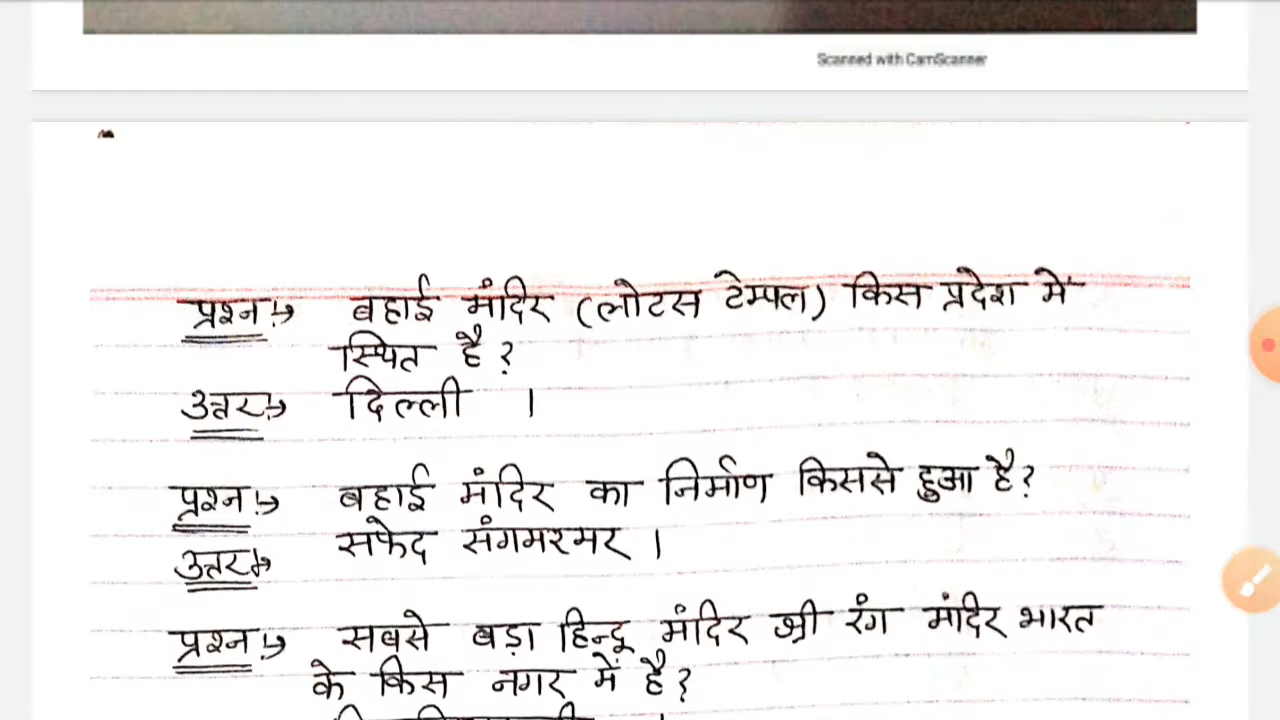 Scanned with CamScanner
प्रश्न:→ बहाई मंदिर (लोटस टेम्पल) किस प्रदेश में
स्थित है?
उत्तर:→ दिल्ली ।
प्रश्न:→ बहाई मंदिर का निर्माण किससे हुआ है?
उत्तर:→ सफेद संगमरमर ।
प्रश्न:→ सबसे बड़ा हिन्दू मंदिर श्री रंग मंदिर भारत
के किस नगर में है?